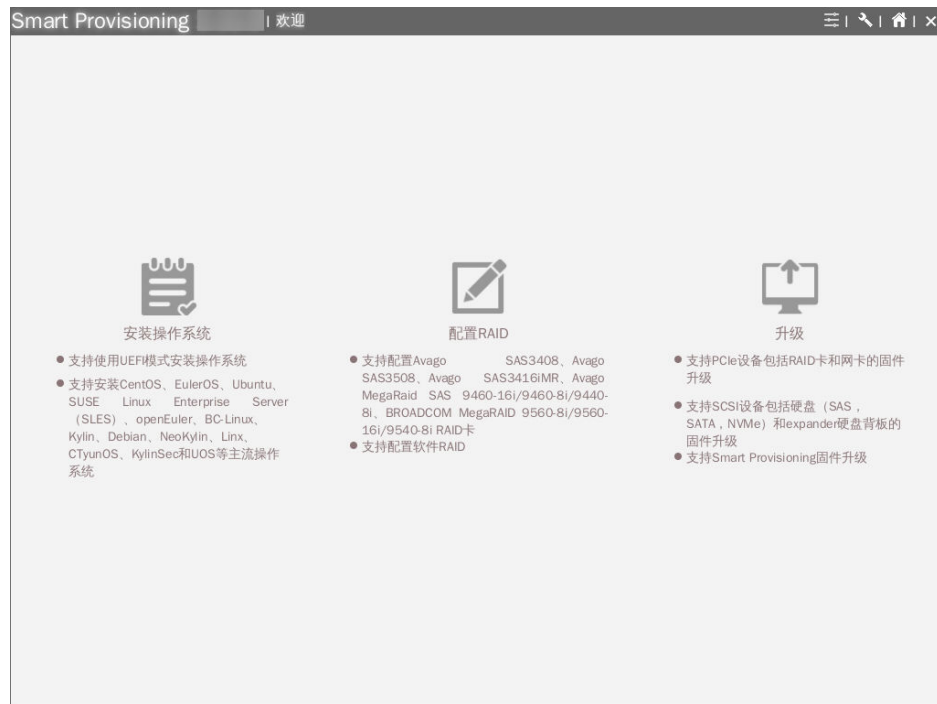 Smart Provisioning | 欢迎
安装操作系统
● 支持使用UEFI模式安装操作系统
● 支持安装CentOS、EulerOS、Ubuntu、
SUSE Linux Enterprise Server
（SLES）、openEuler、BC-Linux、
Kylin、Debian、NeoKylin、Linx、
CTyunOS、KylinSec和UOS等主流操作
系统
配置RAID
● 支持配置Avago SAS3408、Avago
SAS3508、Avago SAS3416iMR、Avago
MegaRaid SAS 9460-16i/9460-8i/9440-
8i、BROADCOM MegaRAID 9560-8i/9560-
16i/9540-8i RAID卡
● 支持配置软件RAID
升级
● 支持PCIe设备包括RAID卡和网卡的固件
升级
● 支持SCSI设备包括硬盘（SAS，
SATA，NVMe）和expander硬盘背板的
固件升级
● 支持Smart Provisioning固件升级